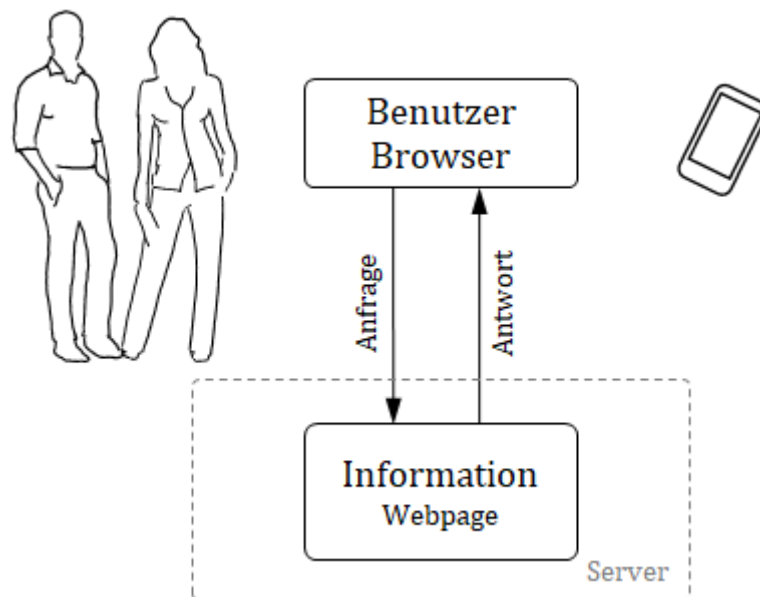 Benutzer
Browser
Anfrage
Antwort
Information
Webpage
Server